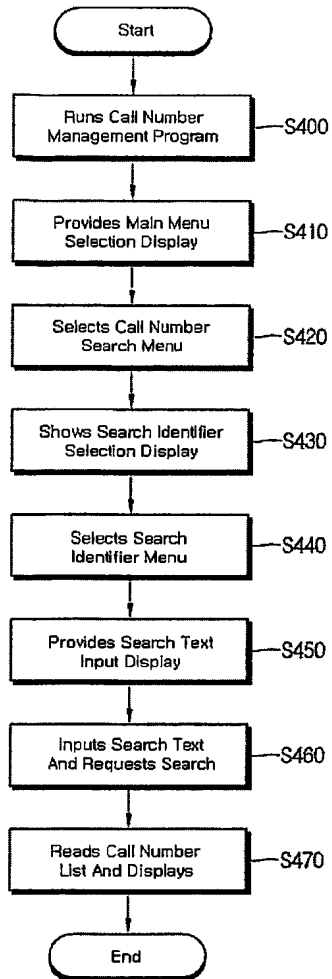 Start
Runs Call Number
Management Program
S400
Provides Main Menu
Selection Display
S410
Selects Call Number
Search Menu
S420
Shows Search Identifier
Selection Display
S430
Selects Search
Identifier Menu
S440
Provides Search Text
Input Display
S450
Inputs Search Text
And Requests Search
S460
Reads Call Number
List And Displays
S470
End